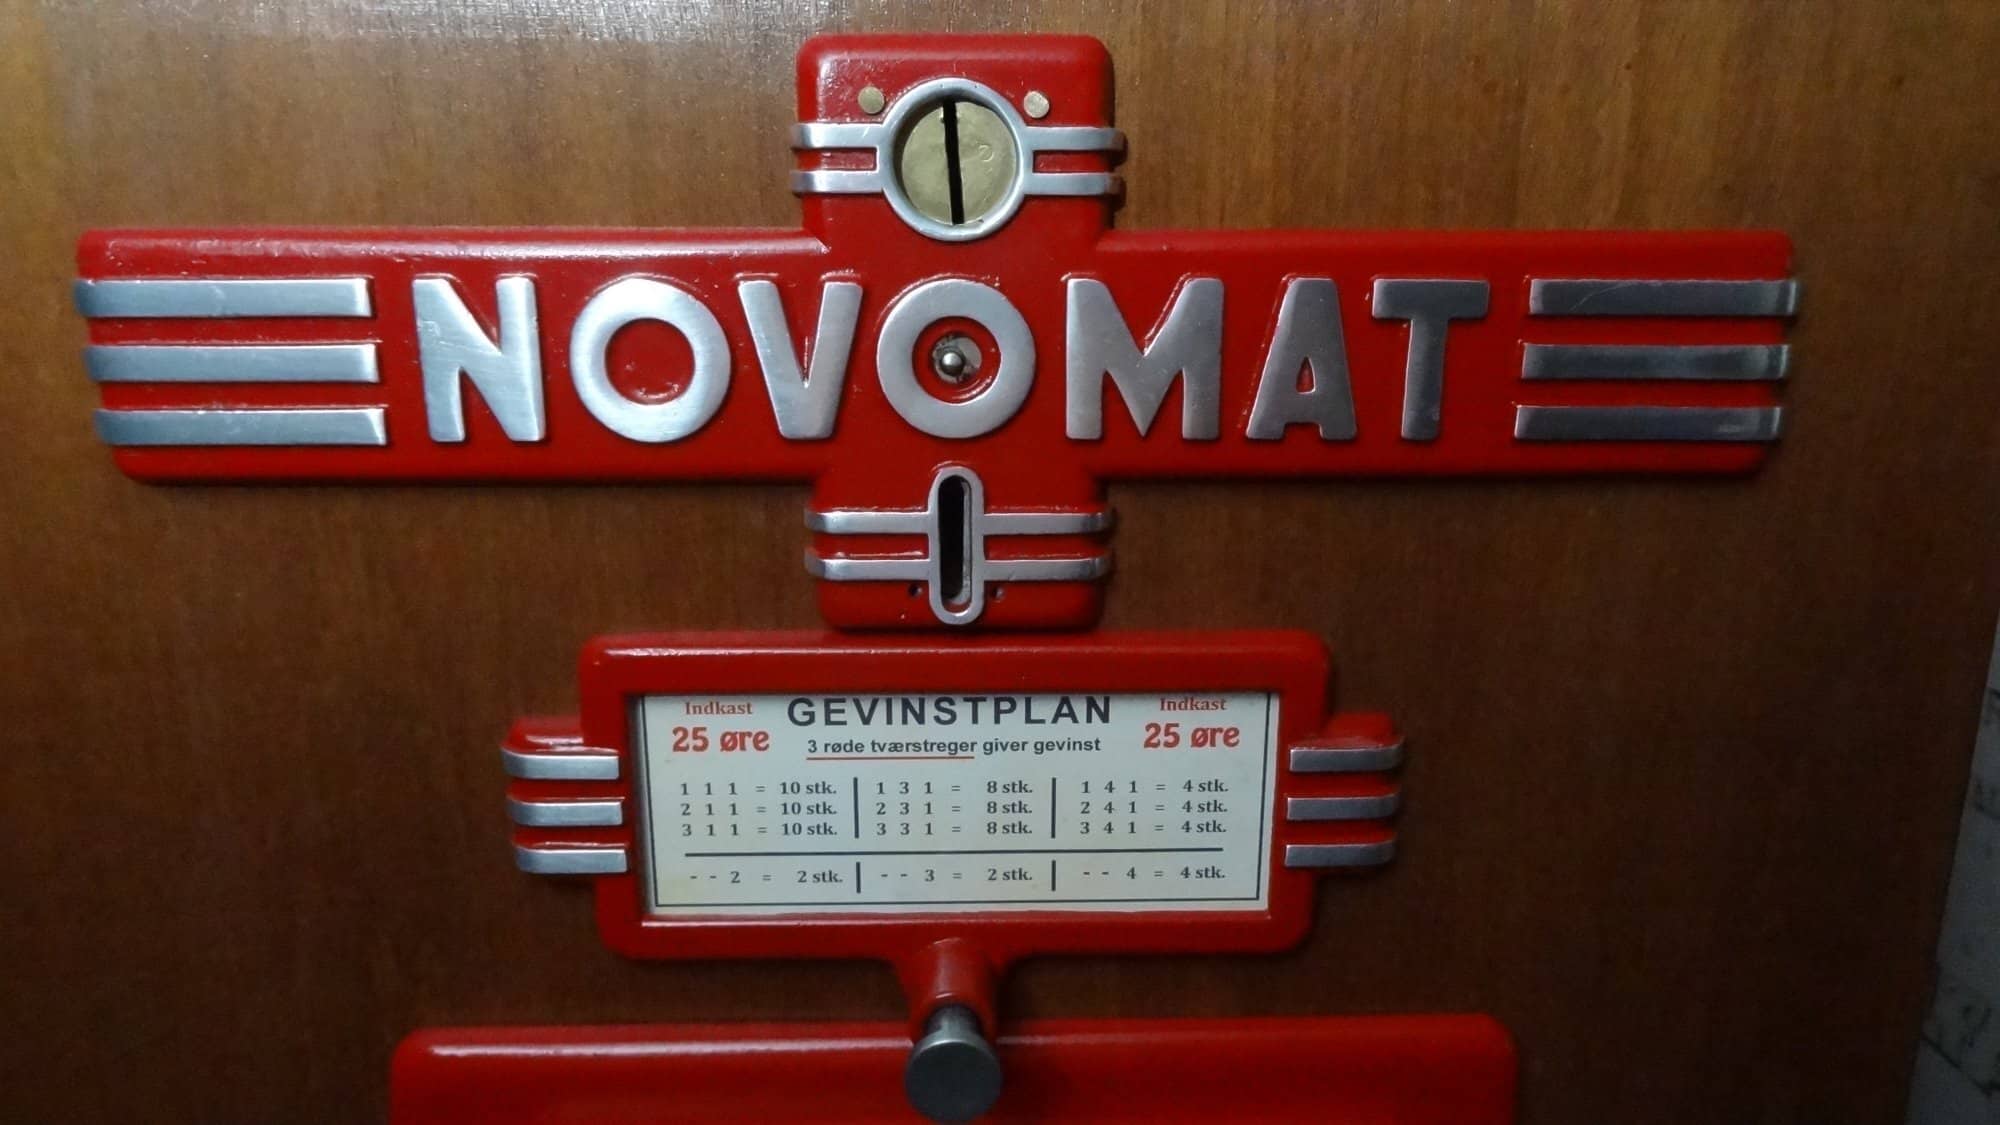 NOVOMAT
Indkast GEVINSTPLAN Indkast
25 øre 3 røde tværstreger giver gevinst 25 øre
1 1 1 = 10 stk. | 1 3 1 = 8 stk. | 1 4 1 = 4 stk.
2 1 1 = 10 stk. | 2 3 1 = 8 stk. | 2 4 1 = 4 stk.
3 1 1 = 10 stk. | 3 3 1 = 8 stk. | 3 4 1 = 4 stk.
- - 2 = 2 stk. | - - 3 = 2 stk. | - - 4 = 4 stk.